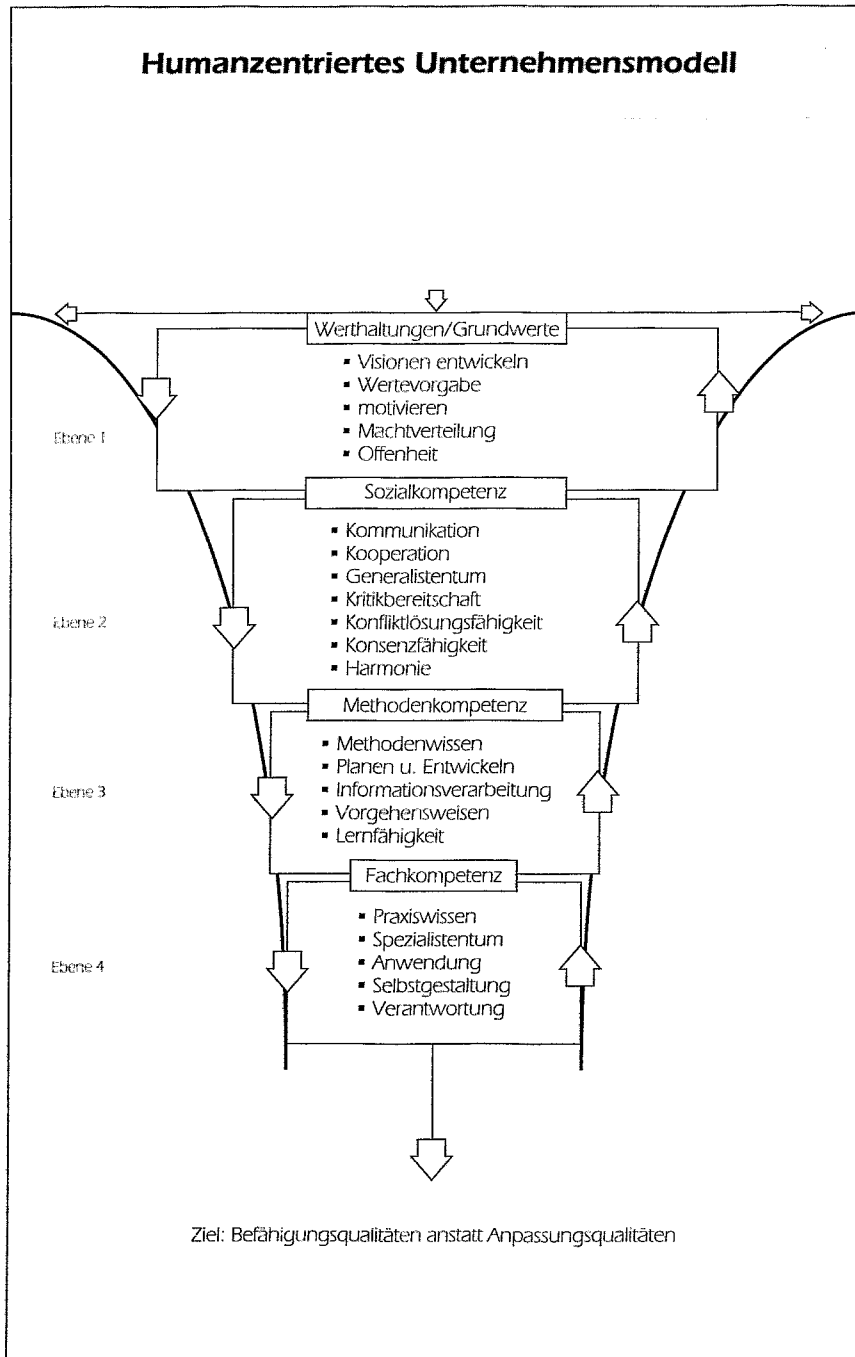 Humanzentriertes Unternehmensmodell
Werthaltungen/Grundwerte
▪ Visionen entwickeln
▪ Wertevorgabe
▪ motivieren
▪ Machtverteilung
▪ Offenheit
Ebene 1
Sozialkompetenz
▪ Kommunikation
▪ Kooperation
▪ Generalistentum
▪ Kritikbereitschaft
▪ Konfliktlösungsfähigkeit
▪ Konsenzfähigkeit
▪ Harmonie
Ebene 2
Methodenkompetenz
▪ Methodenwissen
▪ Planen u. Entwickeln
▪ Informationsverarbeitung
▪ Vorgehensweisen
▪ Lernfähigkeit
Ebene 3
Fachkompetenz
▪ Praxiswissen
▪ Spezialistentum
▪ Anwendung
▪ Selbstgestaltung
▪ Verantwortung
Ebene 4
Ziel: Befähigungsqualitäten anstatt Anpassungsqualitäten